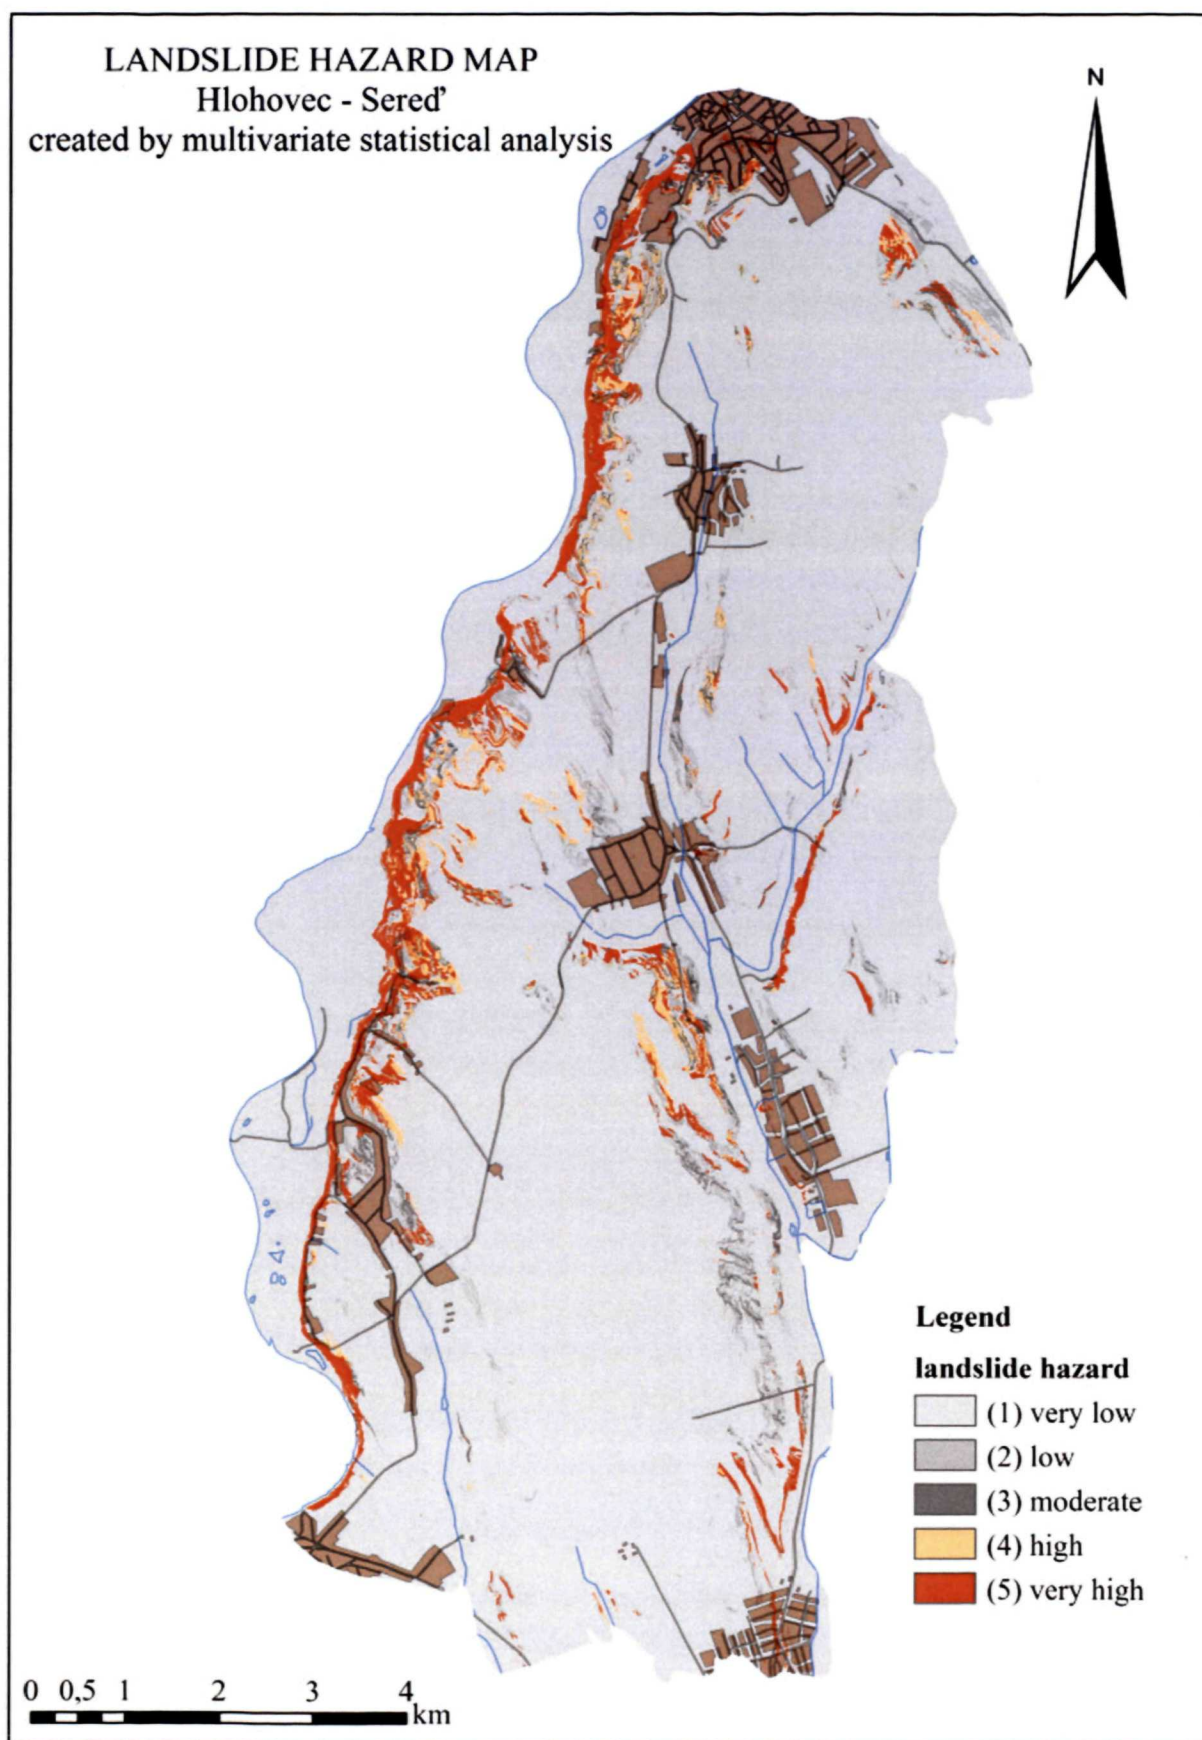 LANDSLIDE HAZARD MAP
Hlohovec - Sereď
created by multivariate statistical analysis
N
Legend
landslide hazard
(1) very low
(2) low
(3) moderate
(4) high
(5) very high
0 0,5 1 2 3 4
km